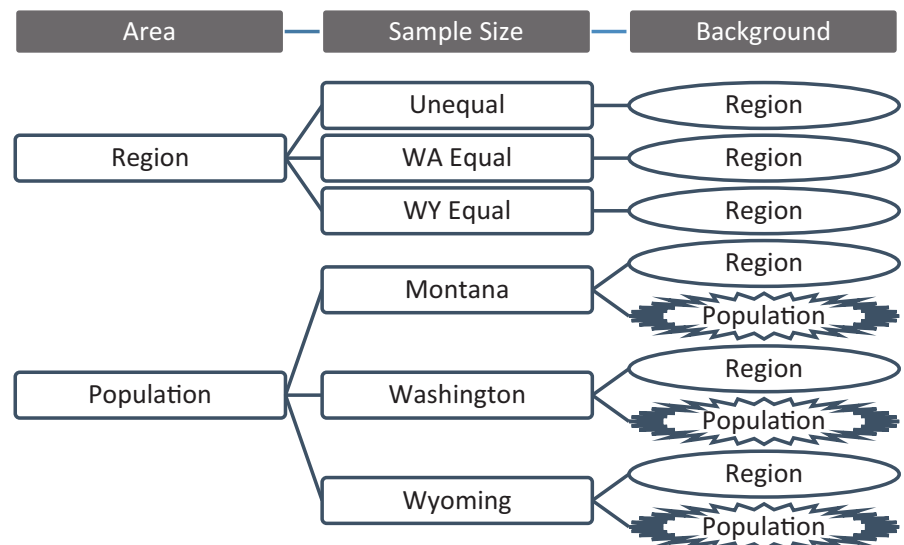 Area
Sample Size
Background
Region
Unequal
Region
WA Equal
Region
WY Equal
Region
Population
Montana
Region
Population
Washington
Region
Population
Wyoming
Region
Population